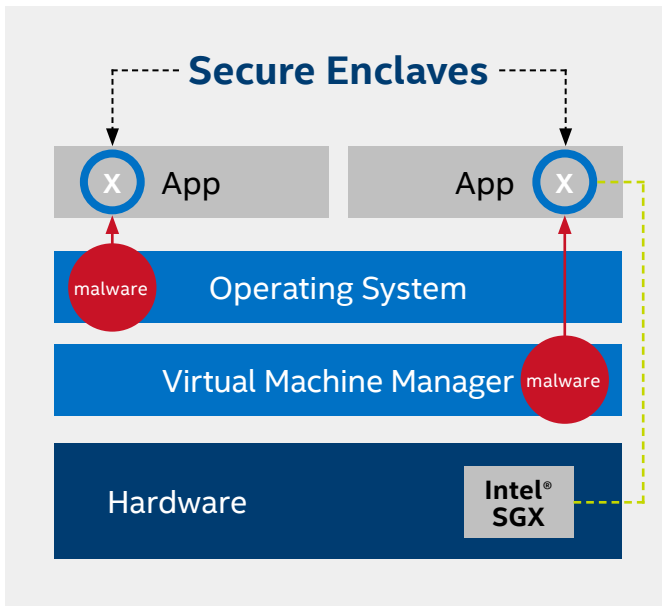 Secure Enclaves
X App
App X
malware
Operating System
Virtual Machine Manager
malware
Hardware
Intel®
SGX